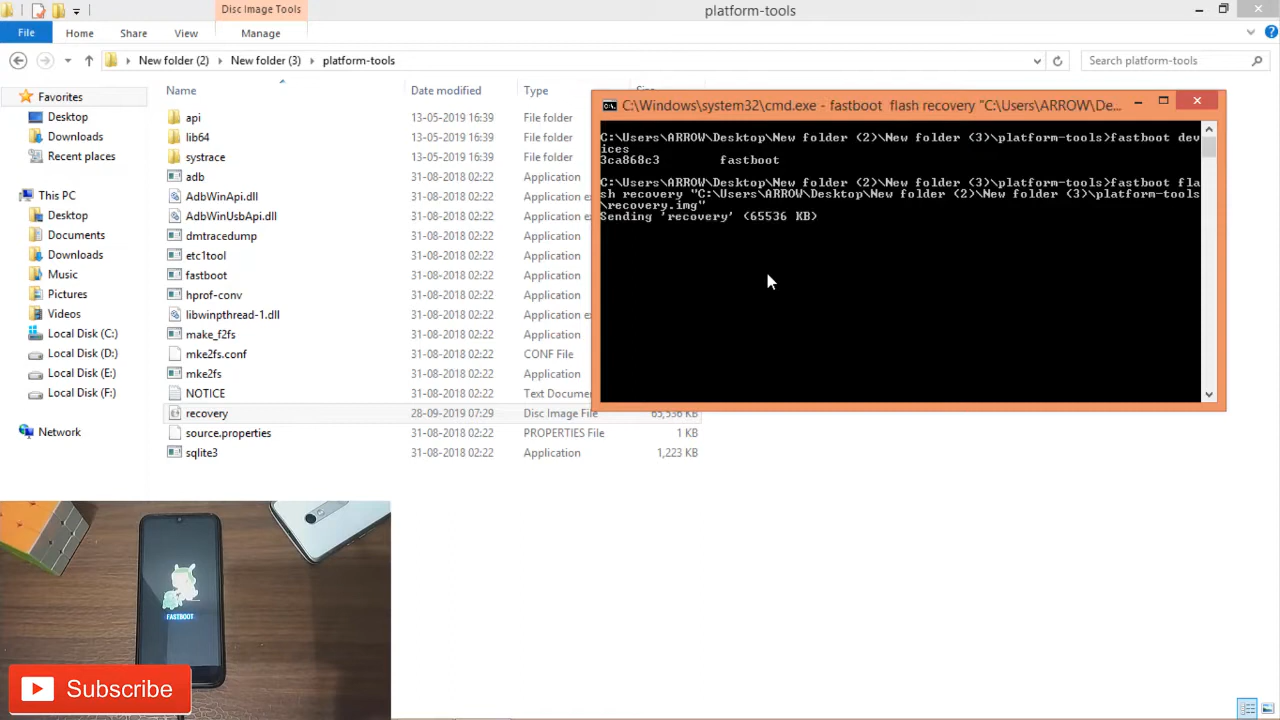 Disc Image Tools
platform-tools
File
Home
Share
View
Manage
New folder (2)
New folder (3)
platform-tools
Search platform-tools
Favorites
Desktop
Downloads
Recent places
This PC
Desktop
Documents
Downloads
Music
Pictures
Videos
Local Disk (C:)
Local Disk (D:)
Local Disk (E:)
Local Disk (F:)
Network
Name Date modified Type
api 13-05-2019 16:39 File folder
lib64 13-05-2019 16:39 File folder
systrace 13-05-2019 16:39 File folder
adb 31-08-2018 02:22 Application
AdbWinApi.dll 31-08-2018 02:22 Application ex
AdbWinUsbApi.dll 31-08-2018 02:22 Application ex
dmtracedump 31-08-2018 02:22 Application
etc1tool 31-08-2018 02:22 Application
fastboot 31-08-2018 02:22 Application
hprof-conv 31-08-2018 02:22 Application
libwinpthread-1.dll 31-08-2018 02:22 Application ex
make_f2fs 31-08-2018 02:22 Application
mke2fs.conf 31-08-2018 02:22 CONF File
mke2fs 31-08-2018 02:22 Application
NOTICE 31-08-2018 02:22 Text Documen
recovery 28-09-2019 07:29 Disc Image File 65,536 KB
source.properties 31-08-2018 02:22 PROPERTIES File 1 KB
sqlite3 31-08-2018 02:22 Application 1,223 KB
C:\Windows\system32\cmd.exe - fastboot flash recovery "C:\Users\ARROW\De...
C:\Users\ARROW\Desktop\New folder (2)\New folder (3)\platform-tools>fastboot dev
ices
3ca868c3 fastboot
C:\Users\ARROW\Desktop\New folder (2)\New folder (3)\platform-tools>fastboot fla
sh recovery "C:\Users\ARROW\Desktop\New folder (2)\New folder (3)\platform-tools
\recovery.img"
Sending 'recovery' (65536 KB)
FASTBOOT
Subscribe